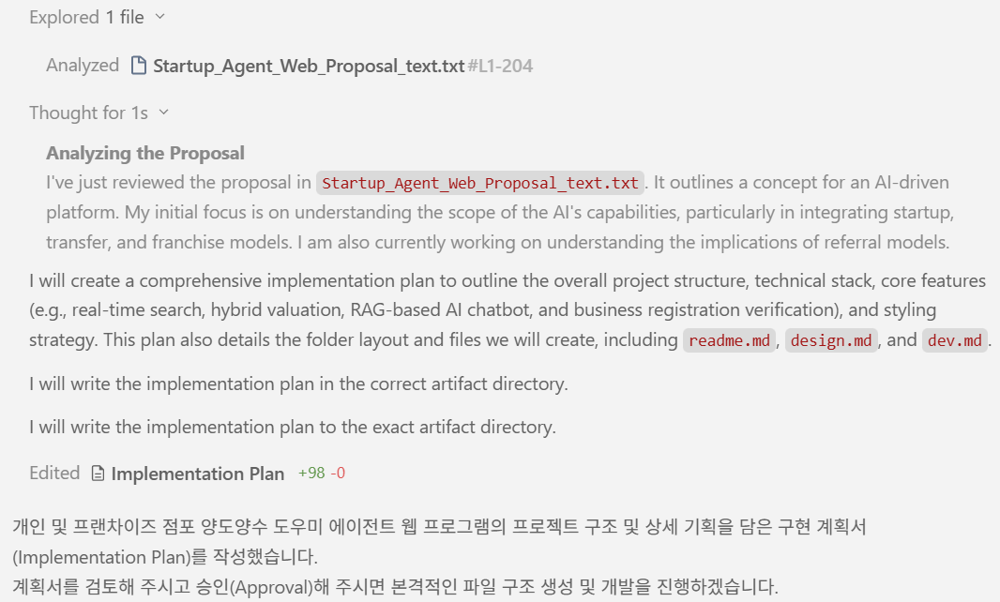 Explored 1 file
Analyzed Startup_Agent_Web_Proposal_text.txt #L1-204
Thought for 1s
Analyzing the Proposal
I've just reviewed the proposal in Startup_Agent_Web_Proposal_text.txt. It outlines a concept for an AI-driven
platform. My initial focus is on understanding the scope of the AI's capabilities, particularly in integrating startup,
transfer, and franchise models. I am also currently working on understanding the implications of referral models.
I will create a comprehensive implementation plan to outline the overall project structure, technical stack, core features
(e.g., real-time search, hybrid valuation, RAG-based AI chatbot, and business registration verification), and styling
strategy. This plan also details the folder layout and files we will create, including readme.md, design.md, and dev.md.
I will write the implementation plan in the correct artifact directory.
I will write the implementation plan to the exact artifact directory.
Edited Implementation Plan +98 -0
개인 및 프랜차이즈 점포 양도양수 도우미 에이전트 웹 프로그램의 프로젝트 구조 및 상세 기획을 담은 구현 계획서
(Implementation Plan)를 작성했습니다.
계획서를 검토해 주시고 승인(Approval)해 주시면 본격적인 파일 구조 생성 및 개발을 진행하겠습니다.